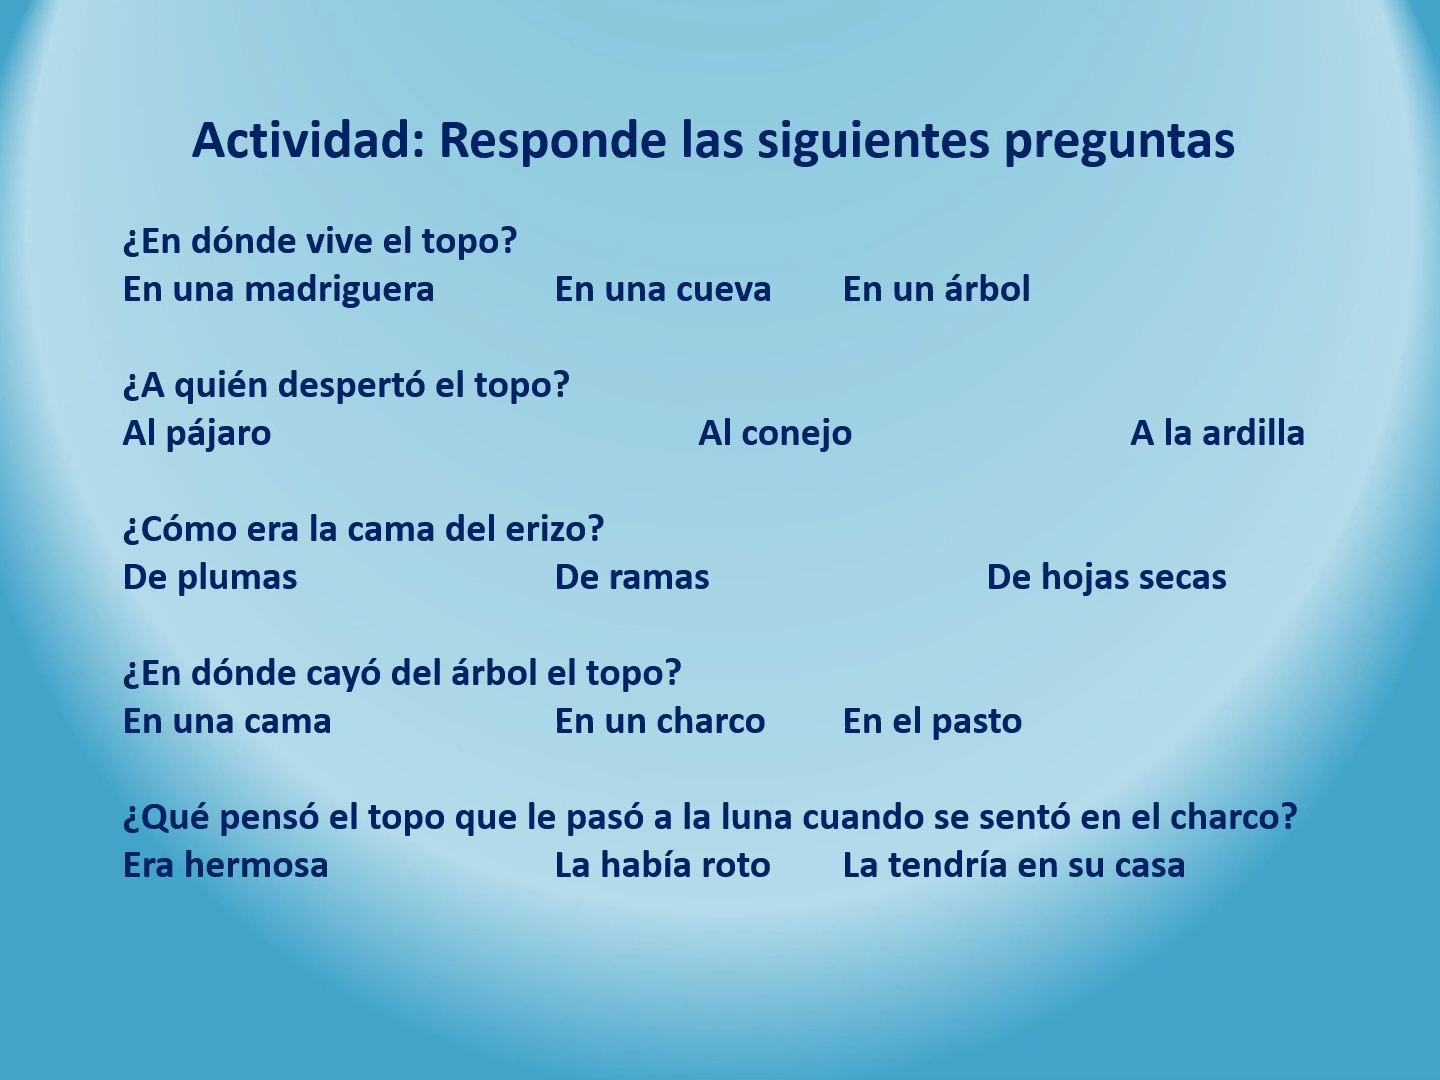 Actividad: Responde las siguientes preguntas
¿En dónde vive el topo?
En una madriguera En una cueva En un árbol
¿A quién despertó el topo?
Al pájaro Al conejo A la ardilla
¿Cómo era la cama del erizo?
De plumas De ramas De hojas secas
¿En dónde cayó del árbol el topo?
En una cama En un charco En el pasto
¿Qué pensó el topo que le pasó a la luna cuando se sentó en el charco?
Era hermosa La había roto La tendría en su casa